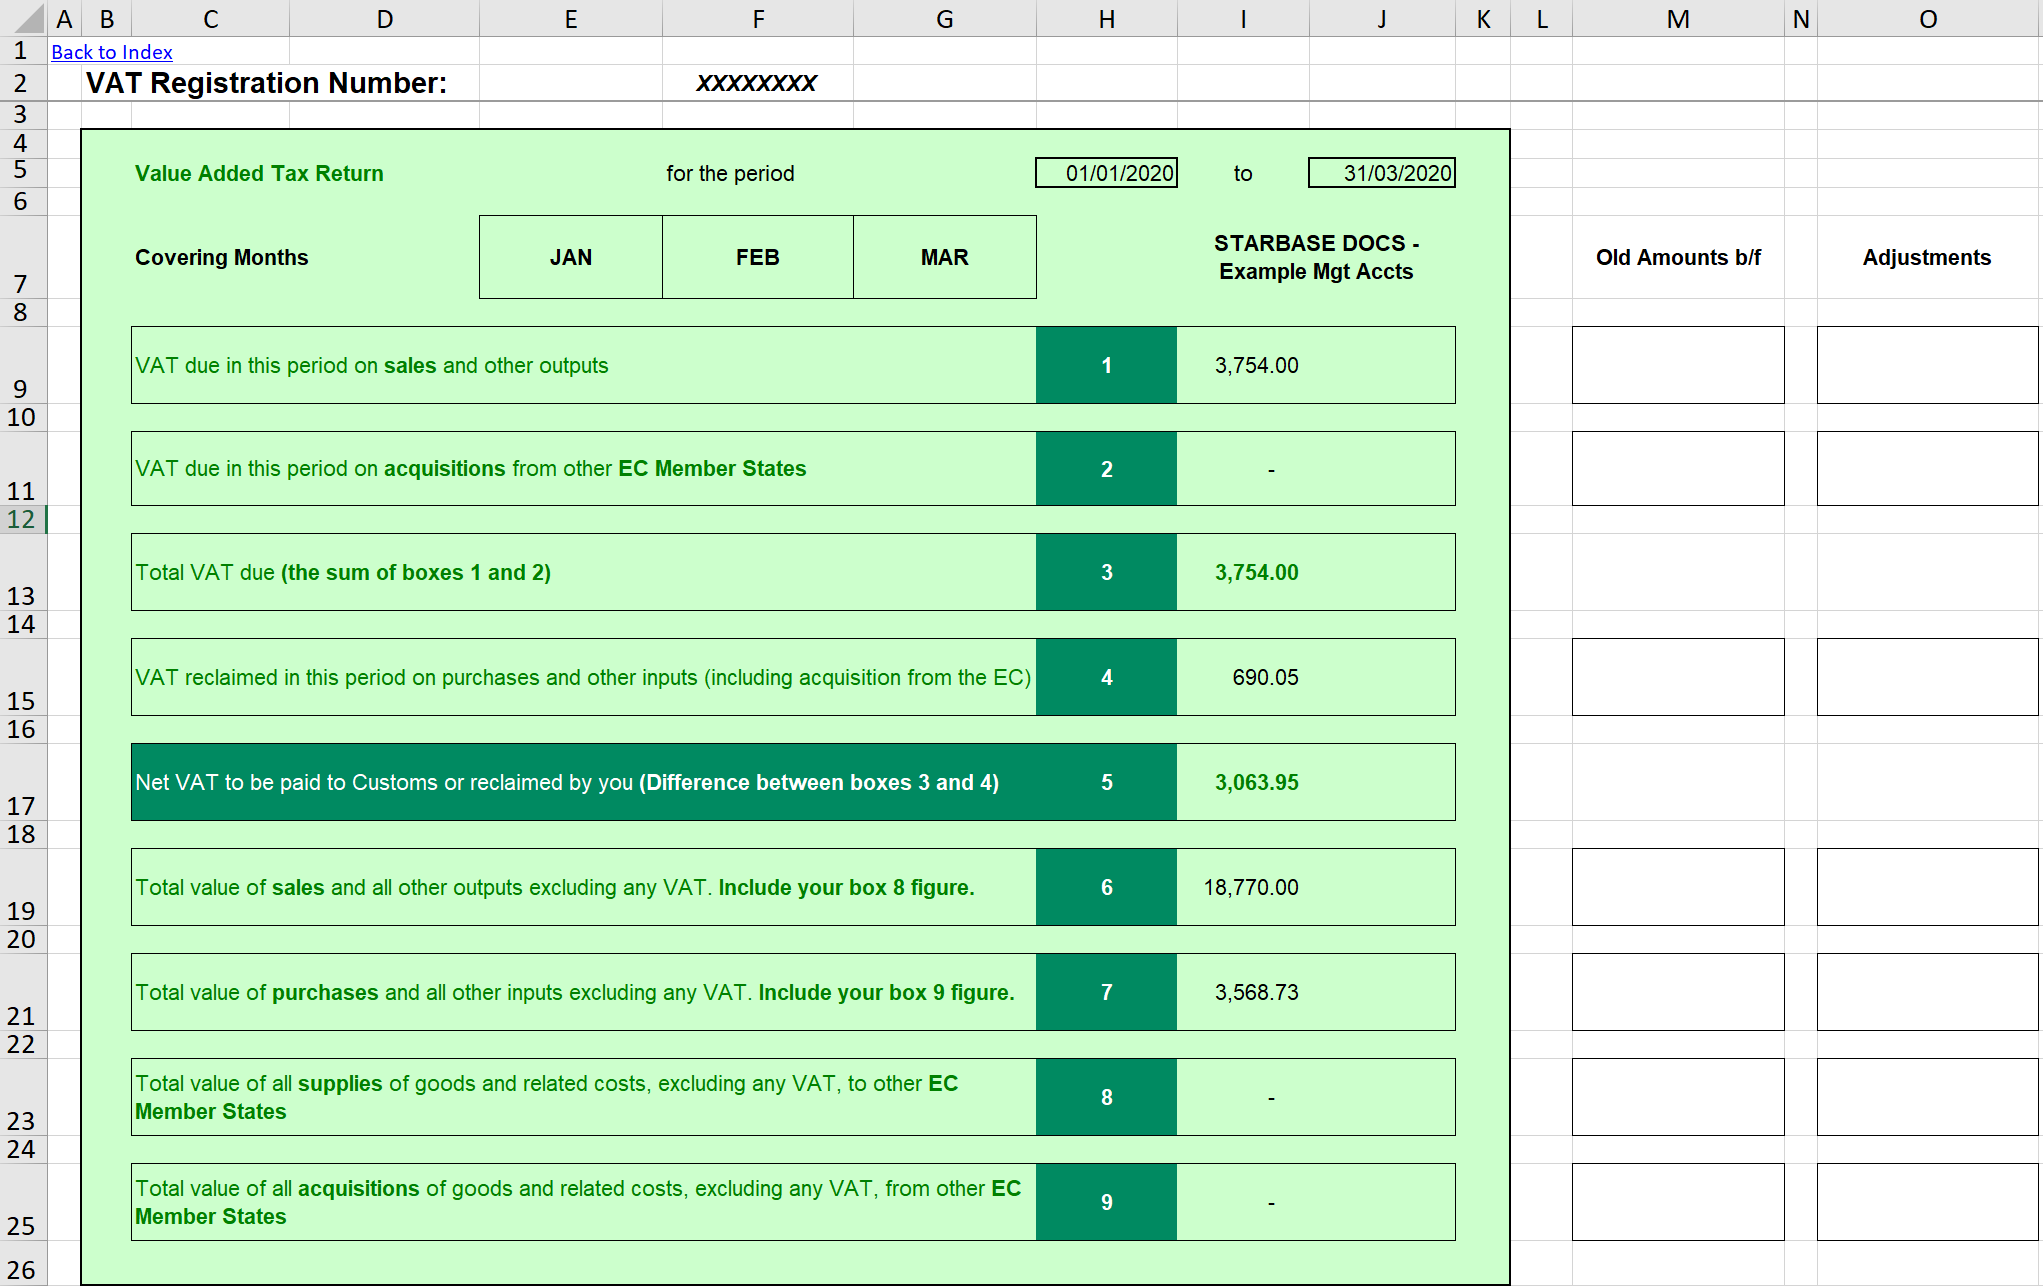 A B C D E F G H I J K L M N O
1 Back to Index
2 VAT Registration Number: XXXXXXXX
3
4
5 Value Added Tax Return for the period 01/01/2020 to 31/03/2020
6
STARBASE DOCS -
Covering Months JAN FEB MAR Example Mgt Accts Old Amounts b/f Adjustments
7
8
VAT due in this period on sales and other outputs 1 3,754.00
9
10
VAT due in this period on acquisitions from other EC Member States 2 -
11
12
Total VAT due (the sum of boxes 1 and 2) 3 3,754.00
13
14
VAT reclaimed in this period on purchases and other inputs (including acquisition from the EC) 4 690.05
15
16
Net VAT to be paid to Customs or reclaimed by you (Difference between boxes 3 and 4) 5 3,063.95
17
18
Total value of sales and all other outputs excluding any VAT. Include your box 8 figure. 6 18,770.00
19
20
Total value of purchases and all other inputs excluding any VAT. Include your box 9 figure. 7 3,568.73
21
22
Total value of all supplies of goods and related costs, excluding any VAT, to other EC
Member States 8 -
23
24
Total value of all acquisitions of goods and related costs, excluding any VAT, from other EC
Member States 9 -
25
26